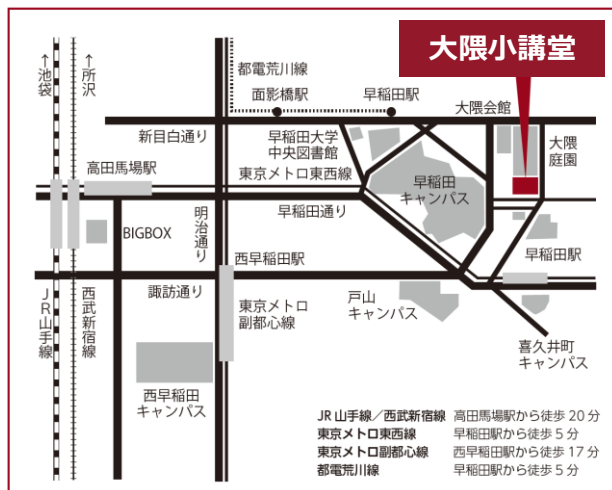 大隈小講堂
←池袋
←所沢
都電荒川線
面影橋駅
早稲田駅
大隈会館
新目白通り
早稲田大学
中央図書館
大隈
庭園
高田馬場駅
東京メトロ東西線
早稲田
キャンパス
早稲田通り
明治通り
BIGBOX
西早稲田駅
早稲田駅
諏訪通り
JR山手線
西武新宿線
東京メトロ
副都心線
戸山
キャンパス
喜久井町
キャンパス
西早稲田
キャンパス
JR山手線/西武新宿線 高田馬場駅から徒歩20分
東京メトロ東西線 早稲田駅から徒歩5分
東京メトロ副都心線 西早稲田駅から徒歩17分
都電荒川線 早稲田駅から徒歩5分